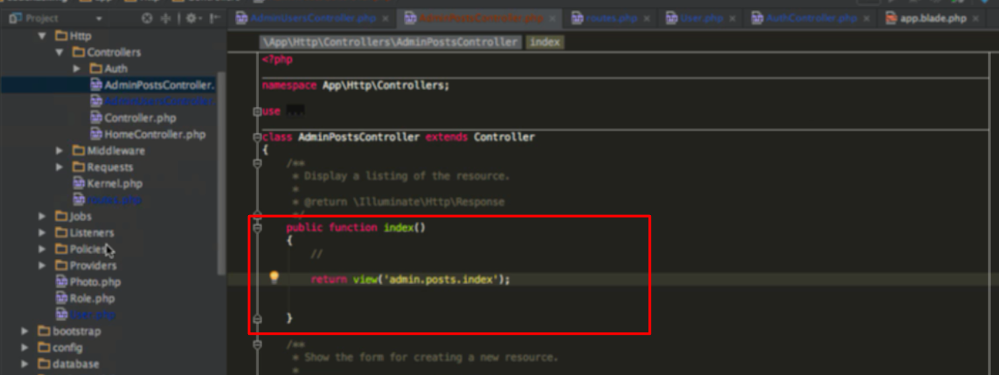 Project
Http
Controllers
Auth
AdminPostsController.
AdminUsersController
Controller.php
HomeController.php
Middleware
Requests
Kernel.php
routes.php
Jobs
Listeners
Policies
Providers
Photo.php
Role.php
User.php
bootstrap
config
database
AdminUsersController.php
AdminPostsController.php
routes.php
User.php
AuthController.php
app.blade.php
\App\Http\Controllers\AdminPostsController index
<?php
namespace App\Http\Controllers;
use ...
class AdminPostsController extends Controller
{
/**
* Display a listing of the resource.
*
* @return \Illuminate\Http\Response
*/
public function index()
{
//
return view('admin.posts.index');
}
/**
* Show the form for creating a new resource.
*